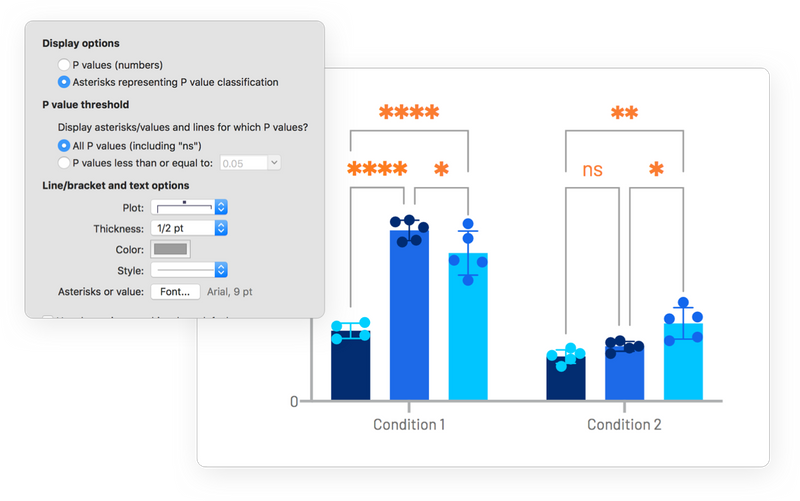 Display options
P values (numbers)
Asterisks representing P value classification
P value threshold
Display asterisks/values and lines for which P values?
All P values (including "ns")
P values less than or equal to: 0.05
Line/bracket and text options
Plot:
Thickness: 1/2 pt
Color:
Style:
Asterisks or value: Font... Arial, 9 pt
**** **
**** * ns *
0
Condition 1 Condition 2